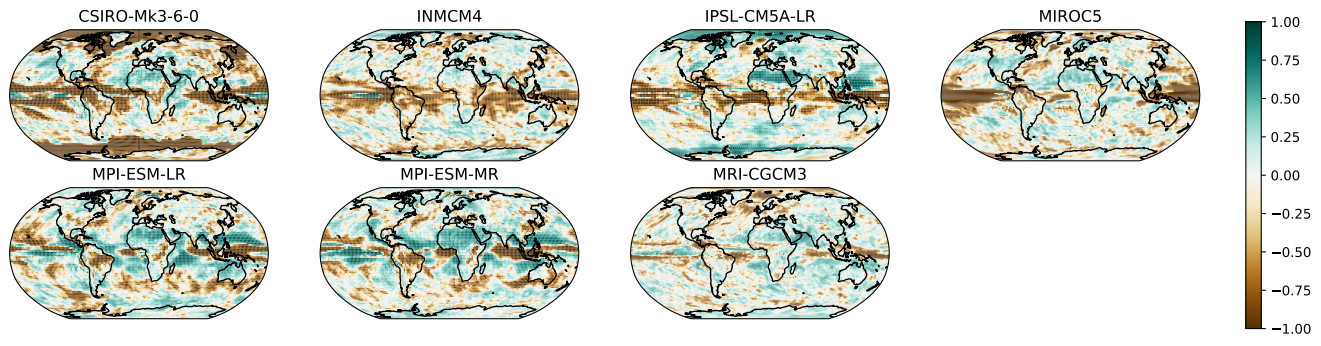 CSIRO-Mk3-6-0
INMCM4
IPSL-CM5A-LR
MIROC5
MPI-ESM-LR
MPI-ESM-MR
MRI-CGCM3
1.00
0.75
0.50
0.25
0.00
−0.25
−0.50
−0.75
−1.00